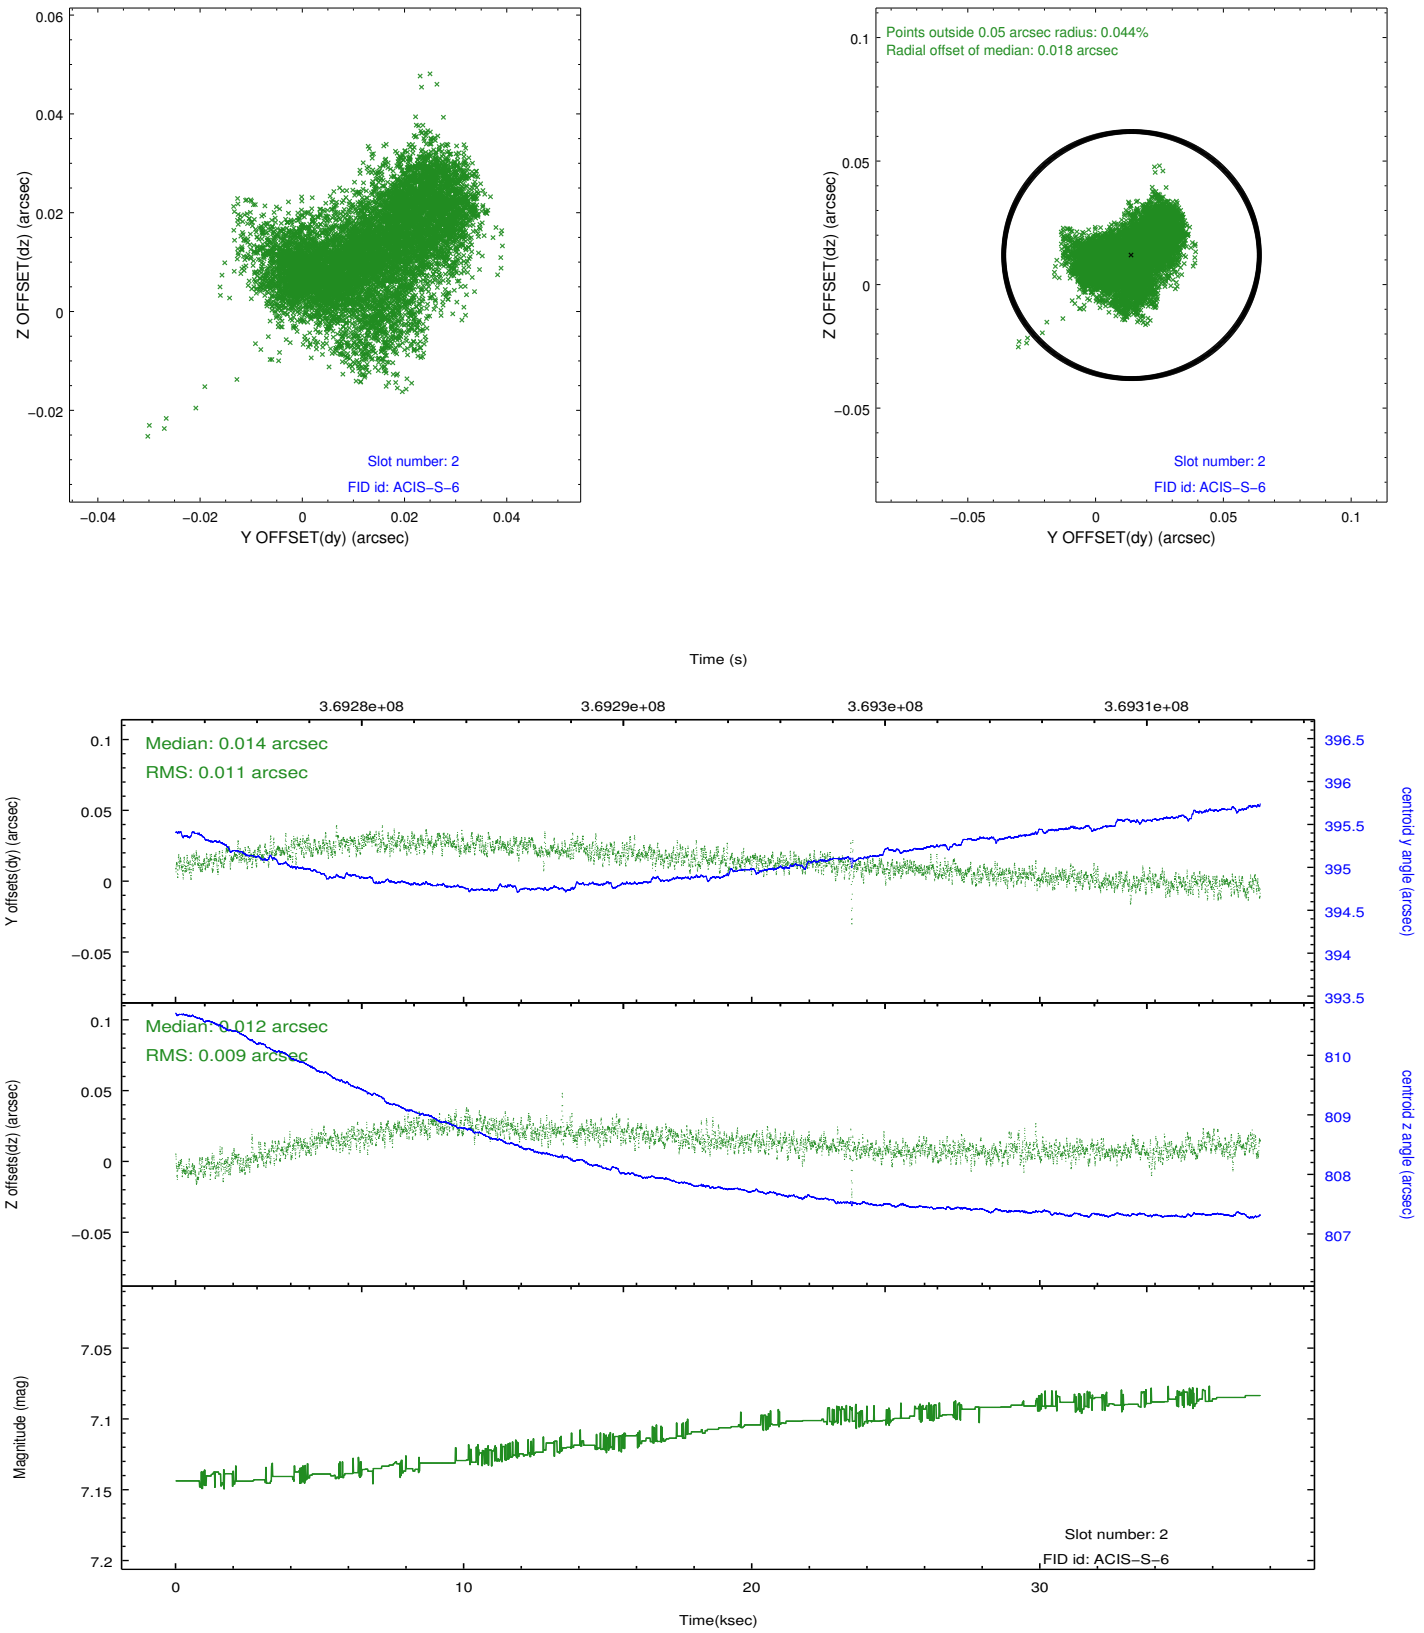 0.06
0.04
0.02
0
−0.02
Z OFFSET(dz) (arcsec)
−0.04
−0.02
0
0.02
0.04
Y OFFSET(dy) (arcsec)
Slot number: 2
FID id: ACIS−S−6
Points outside 0.05 arcsec radius: 0.044%
Radial offset of median: 0.018 arcsec
0.1
0.05
0
−0.05
Z OFFSET(dz) (arcsec)
−0.05
0
0.05
0.1
Y OFFSET(dy) (arcsec)
Slot number: 2
FID id: ACIS−S−6
Time (s)
3.6928e+08
3.6929e+08
3.693e+08
3.6931e+08
Median: 0.014 arcsec
RMS: 0.011 arcsec
0.1
0.05
0
−0.05
Y offsets(dy) (arcsec)
396.5
396
395.5
395
394.5
394
393.5
centroid y angle (arcsec)
Median: 0.012 arcsec
RMS: 0.009 arcsec
0.1
0.05
0
−0.05
Z offsets(dz) (arcsec)
810
809
808
807
centroid z angle (arcsec)
7.05
7.1
7.15
7.2
Magnitude (mag)
Slot number: 2
FID id: ACIS−S−6
0
10
20
30
Time(ksec)